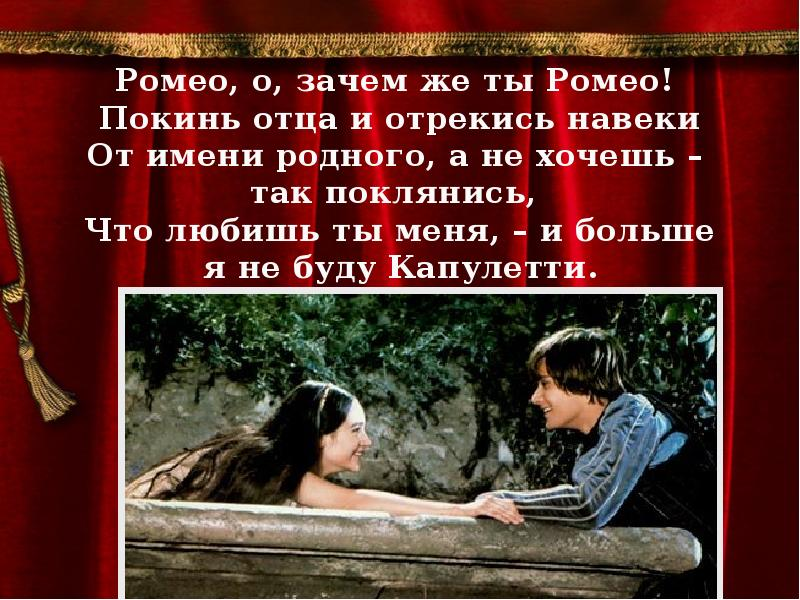 Ромео, о, зачем же ты Ромео!
Покинь отца и отрекись навеки
От имени родного, а не хочешь –
так поклянись,
Что любишь ты меня, – и больше
я не буду Капулетти.